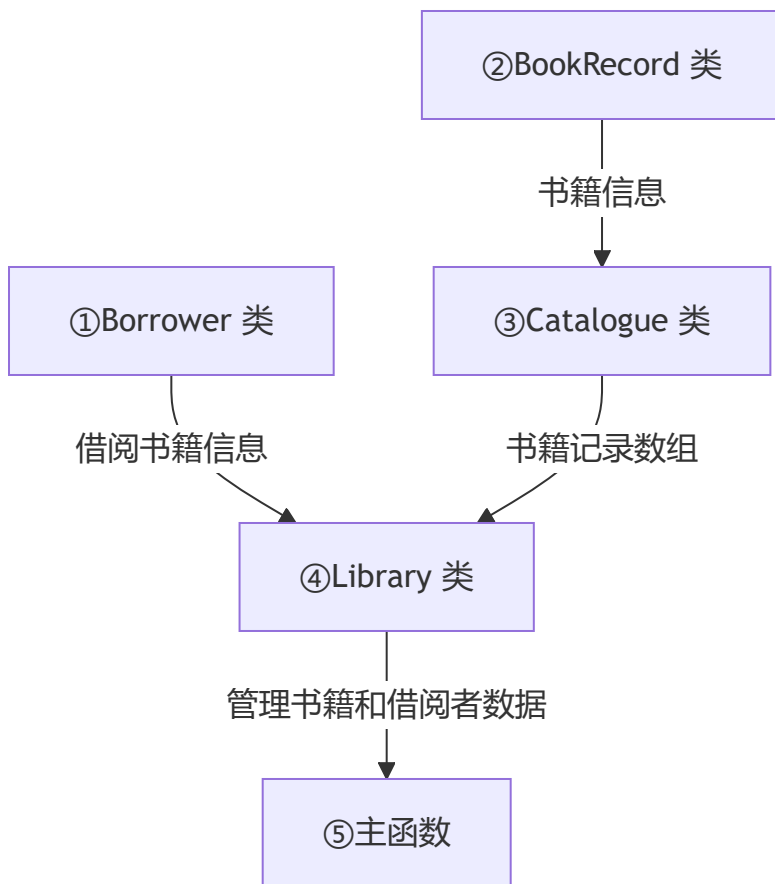 ②BookRecord 类
书籍信息
①Borrower 类
③Catalogue 类
借阅书籍信息
书籍记录数组
④Library 类
管理书籍和借阅者数据
⑤主函数